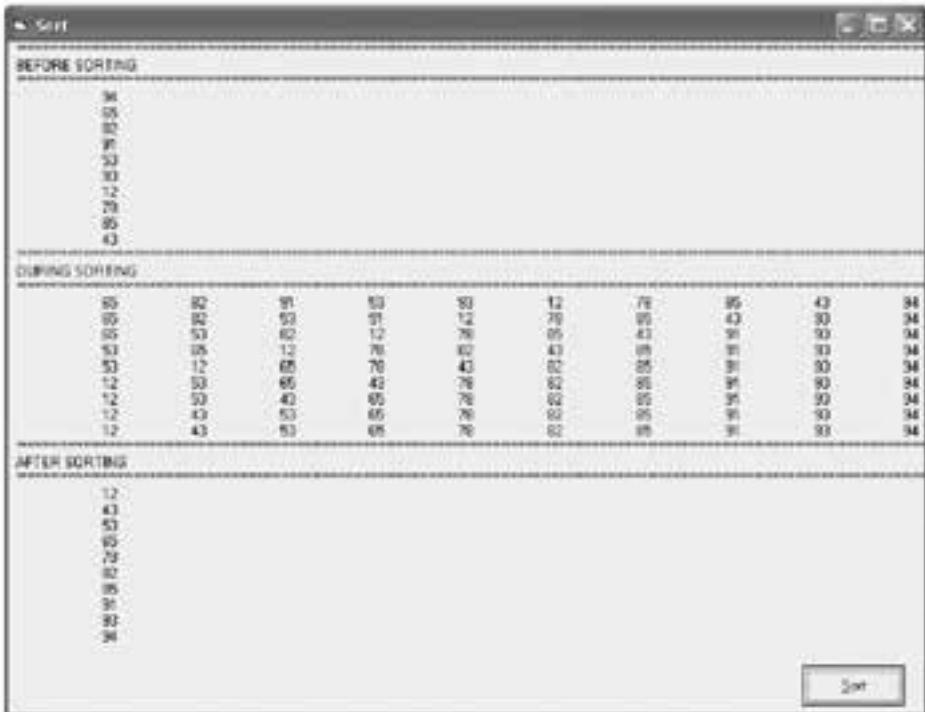 Sort
BEFORE SORTING
94
65
82
91
53
93
12
78
85
43
DURING SORTING
65 82 91 53 93 12 78 85 43 94
65 82 53 91 12 78 85 43 93 94
65 53 82 12 78 85 43 91 93 94
53 65 12 78 82 43 85 91 93 94
53 12 65 78 43 82 85 91 93 94
12 53 65 43 78 82 85 91 93 94
12 53 43 65 78 82 85 91 93 94
12 43 53 65 78 82 85 91 93 94
12 43 53 65 78 82 85 91 93 94
AFTER SORTING
12
43
53
65
78
82
85
91
93
94
Sort